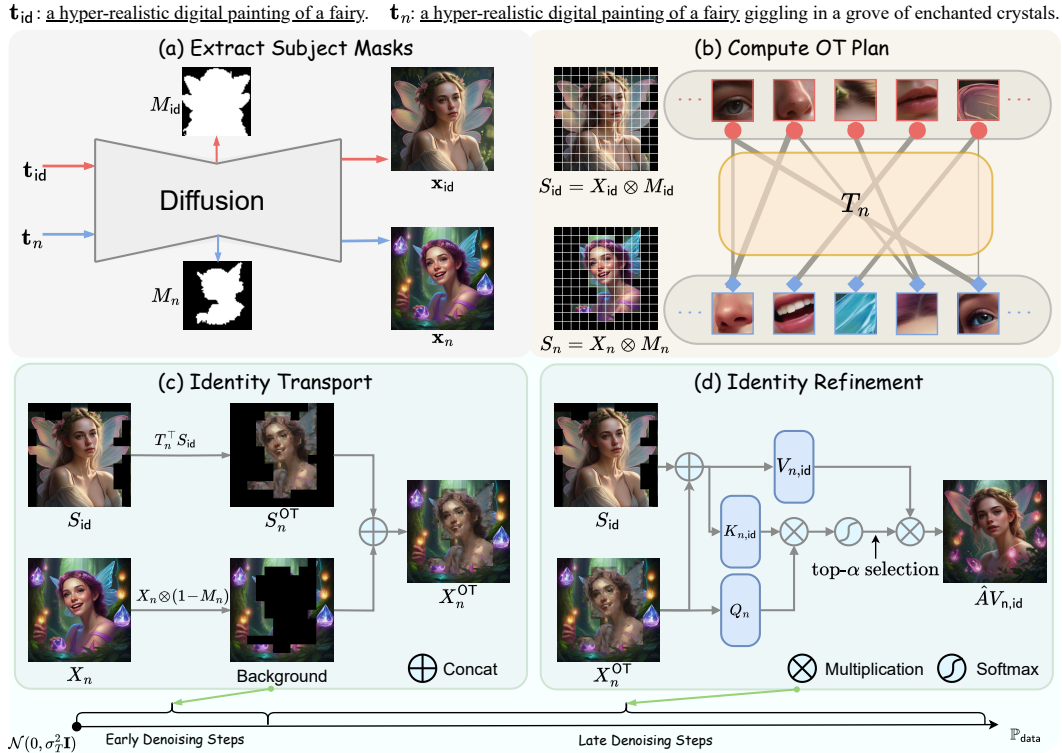 t_id: a hyper-realistic digital painting of a fairy. t_n: a hyper-realistic digital painting of a fairy giggling in a grove of enchanted crystals.
(a) Extract Subject Masks
M_id
t_id
Diffusion
t_n
x_id
M_n
x_n
(b) Compute OT Plan
S_id = X_id ⊗ M_id
T_n
S_n = X_n ⊗ M_n
(c) Identity Transport
T_n^⊤ S_id
S_id
S_n^OT
X_n⊗(1−M_n)
X_n^OT
X_n
Background
Concat
(d) Identity Refinement
V_n,id
S_id
K_n,id
top-α selection
ÂV_n,id
Q_n
X_n^OT
Multiplication
Softmax
𝒩(0, σ_T^2 I)
Early Denoising Steps
Late Denoising Steps
ℙ_data